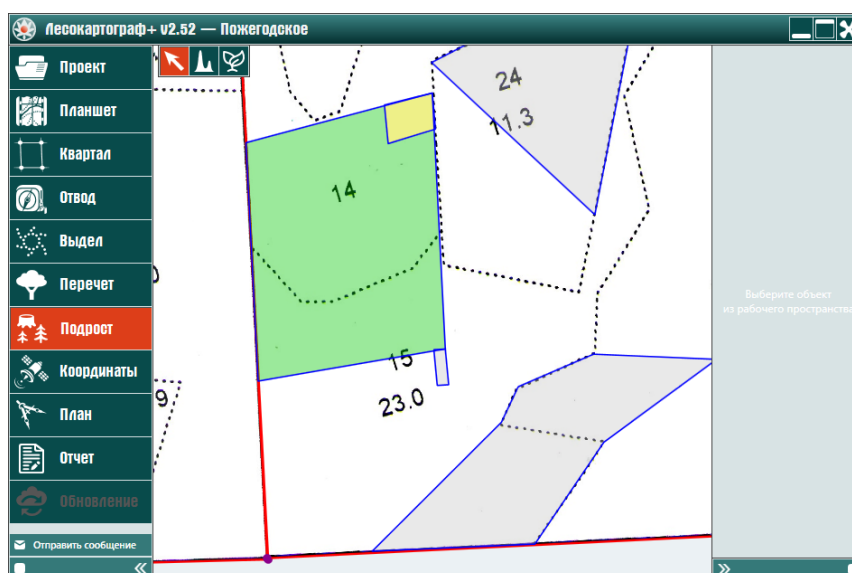 Лесокартограф+ v2.52 — Пожегодское
Проект
Планшет
Квартал
Отвод
Выдел
Перечет
Подрост
Координаты
План
Отчет
Обновление
Отправить сообщение
24
11.3
14
15
23.0
9
Выберите объект
из рабочего пространства